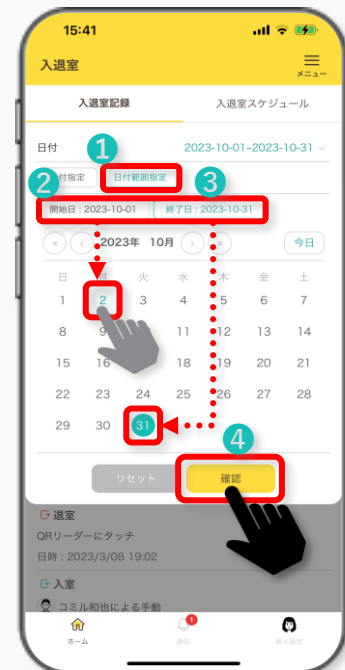 15:41
入退室
メニュー
入退室記録
入退室スケジュール
日付
2023-10-01~2023-10-31
1
付指定
日付範囲指定
2
3
開始日：2023-10-01
終了日：2023-10-31
2023年 10月
今日
日 月 火 水 木 金 土
1 2 3 4 5 6 7
8 9 11 12 13 14
15 16 18 19 20 21
22 23 24 25 26 27 28
29 30 31
4
リセット
確認
退室
QRリーダーにタッチ
日時：2023/3/08 19:02
入室
コミル和也による手動
1
ホーム
通知
個人設定